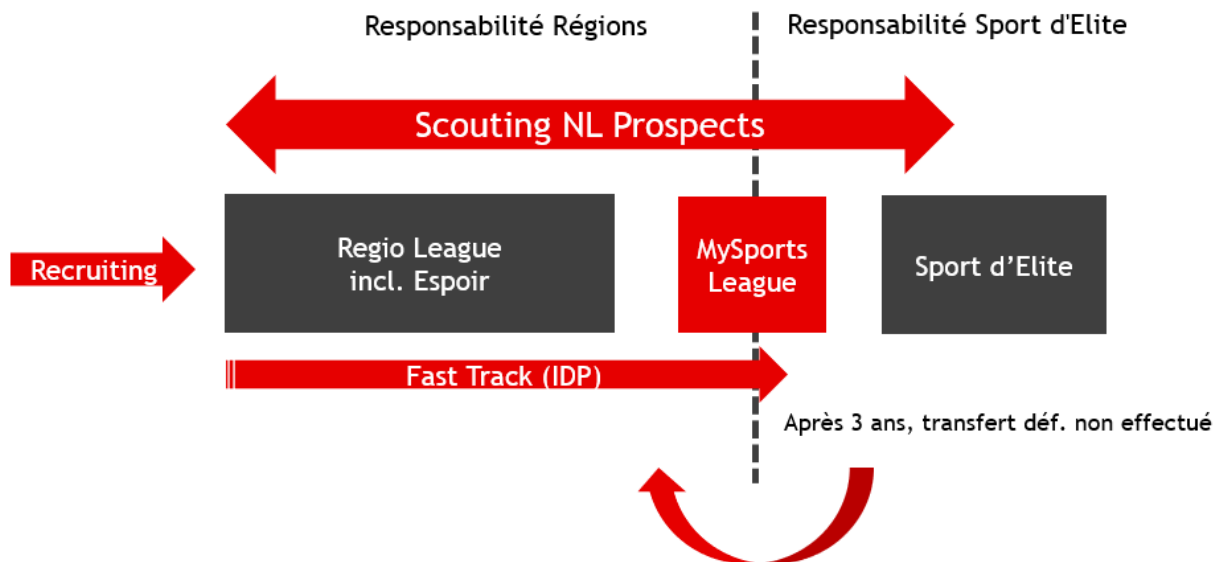 Responsabilité Régions
Responsabilité Sport d'Elite
Scouting NL Prospects
Recruiting
Regio League
incl. Espoir
MySports
League
Sport d’Elite
Fast Track (IDP)
Après 3 ans, transfert déf. non effectué